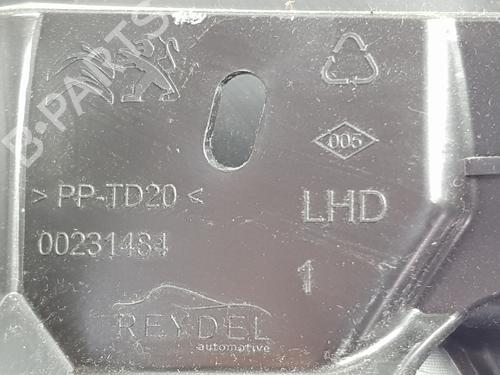 B-PARTS
005
> PP-TD20 <
LHD
00231484
1
REYDEL
automotive